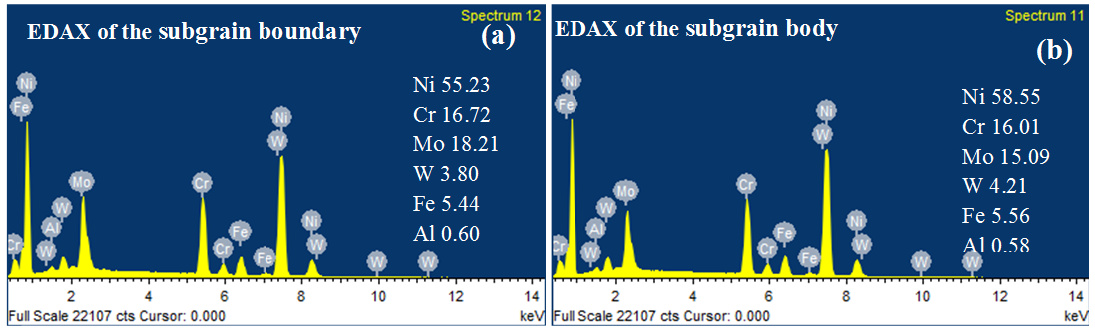 Spectrum 12
EDAX of the subgrain boundary
(a)
Ni
Fe
Cr
W
Al
W
Mo
Cr
Cr
Fe
Fe
Ni
W
Ni
W
W
W
Ni 55.23
Cr 16.72
Mo 18.21
W 3.80
Fe 5.44
Al 0.60
2 4 6 8 10 12 14
Full Scale 22107 cts Cursor: 0.000 keV
Spectrum 11
EDAX of the subgrain body
(b)
Ni
Fe
Cr
W
Al
W
Mo
Cr
Cr
Fe
Fe
Ni
W
Ni
W
W
W
Ni 58.55
Cr 16.01
Mo 15.09
W 4.21
Fe 5.56
Al 0.58
2 4 6 8 10 12 14
Full Scale 22107 cts Cursor: 0.000 keV